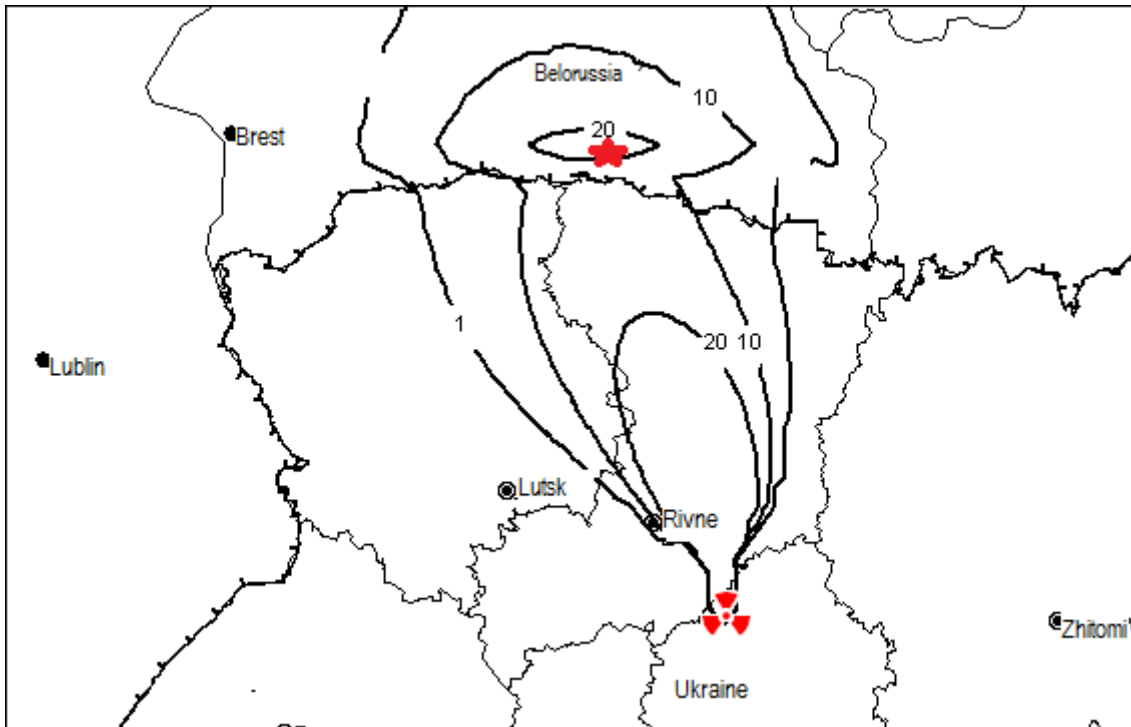 Belorussia
10
20
Brest
1
20
10
Lublin
Lutsk
Rivne
Zhitomi
Ukraine